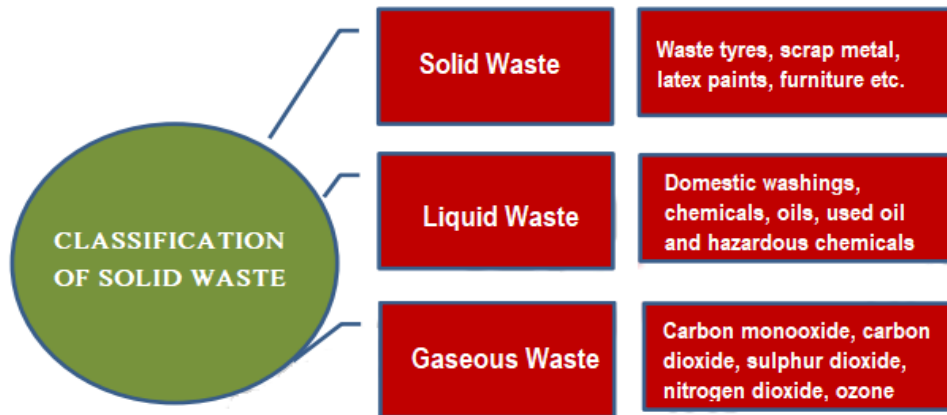 CLASSIFICATION
OF SOLID WASTE
Solid Waste
Waste tyres, scrap metal,
latex paints, furniture etc.
Liquid Waste
Domestic washings,
chemicals, oils, used oil
and hazardous chemicals
Gaseous Waste
Carbon monooxide, carbon
dioxide, sulphur dioxide,
nitrogen dioxide, ozone